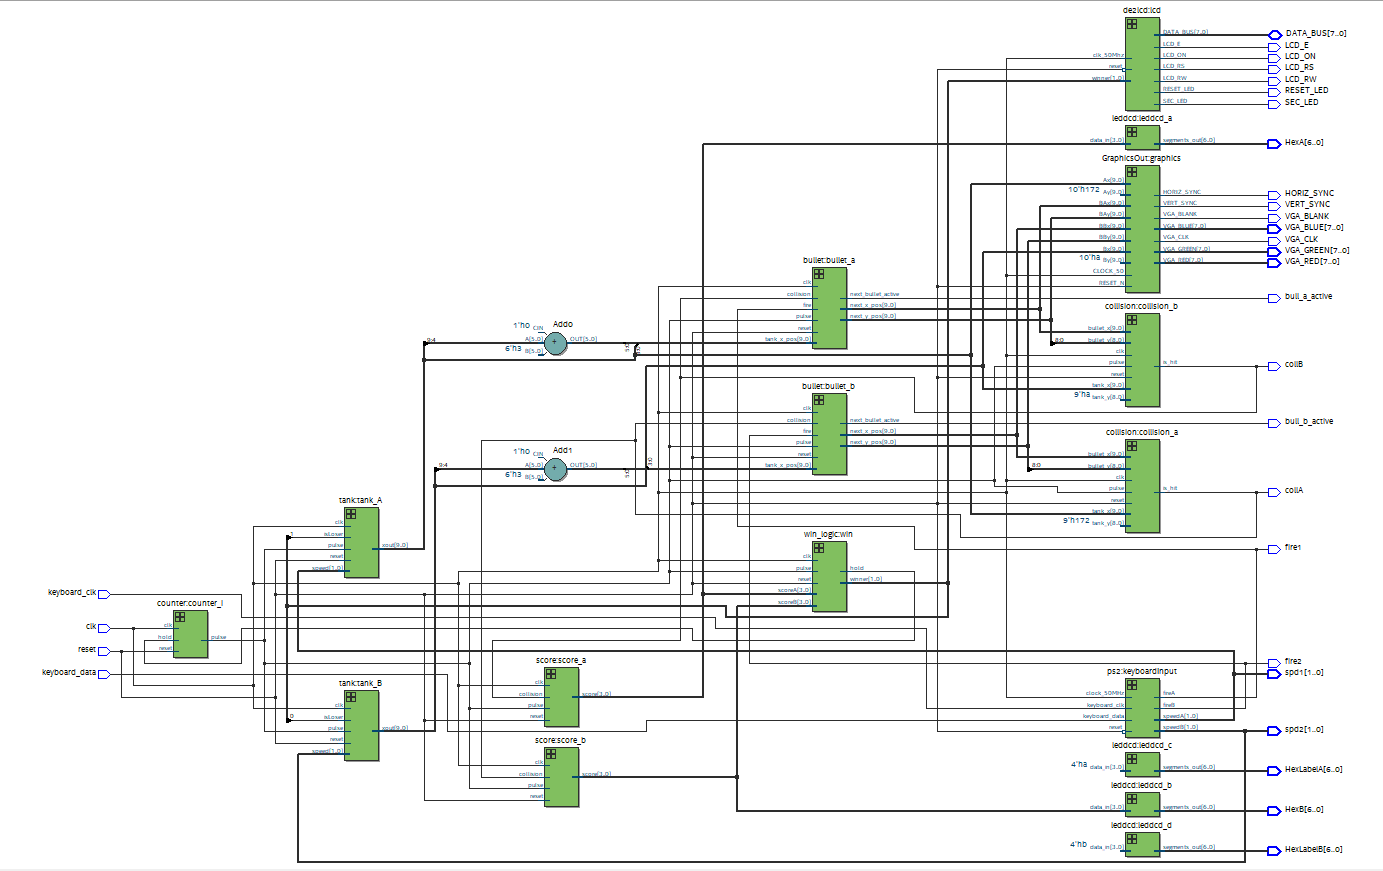 de2lcd:lcd
clk_50Mhz
reset
winner[1..0]
DATA_BUS[7..0]
LCD_E
LCD_ON
LCD_RS
LCD_RW
RESET_LED
SEC_LED
DATA_BUS[7..0]
LCD_E
LCD_ON
LCD_RS
LCD_RW
RESET_LED
SEC_LED
leddcd:leddcd_a
data_in[3..0]
segments_out[6..0]
HexA[6..0]
GraphicsOut:graphics
10'h172
10'ha
Ax[9..0]
Ay[9..0]
BAx[9..0]
BAy[9..0]
BBx[9..0]
BBy[9..0]
Bx[9..0]
By[9..0]
CLOCK_50
RESET_N
HORIZ_SYNC
VERT_SYNC
VGA_BLANK
VGA_BLUE[7..0]
VGA_CLK
VGA_GREEN[7..0]
VGA_RED[7..0]
HORIZ_SYNC
VERT_SYNC
VGA_BLANK
VGA_BLUE[7..0]
VGA_CLK
VGA_GREEN[7..0]
VGA_RED[7..0]
bullet:bullet_a
clk
collision
fire
pulse
reset
tank_x_pos[9..0]
next_bullet_active
next_x_pos[9..0]
next_y_pos[9..0]
bull_a_active
collision:collision_b
bullet_x[9..0]
bullet_y[8..0]
8:0
clk
pulse
reset
tank_x[9..0]
9'ha
tank_y[8..0]
is_hit
collB
Add0
1'h0 CIN
9:4
A[5..0]
6'h3 B[5..0]
OUT[5..0]
5:0
3:0
bullet:bullet_b
clk
collision
fire
pulse
reset
tank_x_pos[9..0]
next_bullet_active
next_x_pos[9..0]
next_y_pos[9..0]
bull_b_active
collision:collision_a
bullet_x[9..0]
bullet_y[8..0]
8:0
clk
pulse
reset
tank_x[9..0]
9'h172
tank_y[8..0]
is_hit
collA
Add1
1'h0 CIN
9:4
A[5..0]
6'h3 B[5..0]
OUT[5..0]
5:0
3:0
tank:tank_A
clk
1
isLoser
pulse
reset
speed[1..0]
xout[9..0]
win_logic:win
clk
pulse
reset
scoreA[3..0]
scoreB[3..0]
hold
winner[1..0]
fire1
keyboard_clk
clk
reset
keyboard_data
counter:counter_i
clk
hold
reset
pulse
tank:tank_B
clk
0
isLoser
pulse
reset
speed[1..0]
xout[9..0]
score:score_a
clk
collision
pulse
reset
score[3..0]
score:score_b
clk
collision
pulse
reset
score[3..0]
ps2:keyboardInput
clock_50MHz
keyboard_clk
keyboard_data
reset
fireA
fireB
speedA[1..0]
speedB[1..0]
fire2
spd1[1..0]
spd2[1..0]
leddcd:leddcd_c
4'ha
data_in[3..0]
segments_out[6..0]
HexLabelA[6..0]
leddcd:leddcd_b
data_in[3..0]
segments_out[6..0]
HexB[6..0]
leddcd:leddcd_d
4'hb
data_in[3..0]
segments_out[6..0]
HexLabelB[6..0]